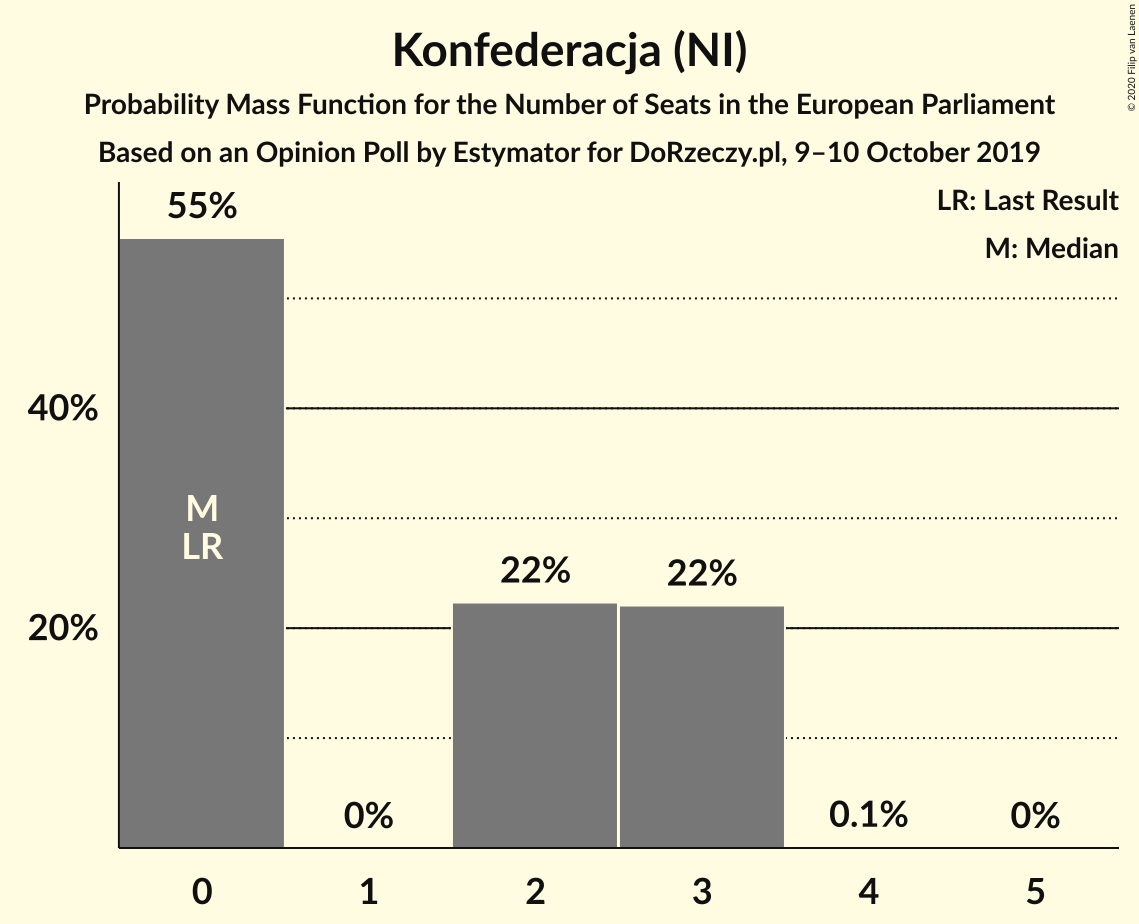 Konfederacja (NI)
Probability Mass Function for the Number of Seats in the European Parliament
Based on an Opinion Poll by Estymator for DoRzeczy.pl, 9–10 October 2019
© 2020 Filip van Laenen
LR: Last Result
M: Median
55%
40%
M
LR
22%
22%
20%
0%
0.1%
0%
0
1
2
3
4
5